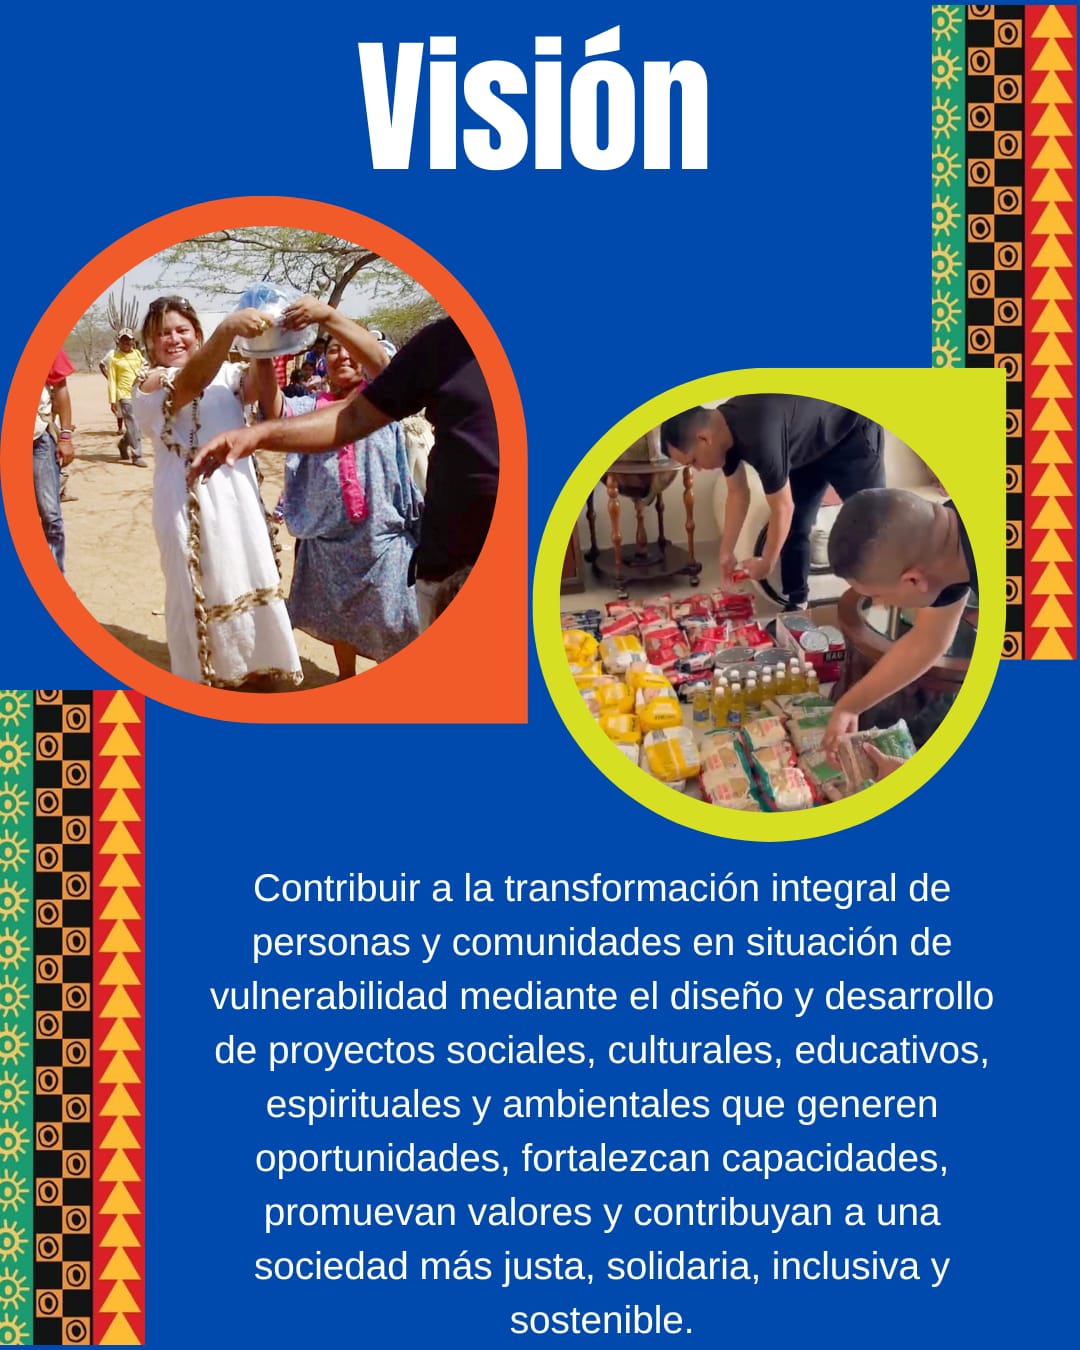 Visión
Contribuir a la transformación integral de
personas y comunidades en situación de
vulnerabilidad mediante el diseño y desarrollo
de proyectos sociales, culturales, educativos,
espirituales y ambientales que generen
oportunidades, fortalezcan capacidades,
promuevan valores y contribuyan a una
sociedad más justa, solidaria, inclusiva y
sostenible.